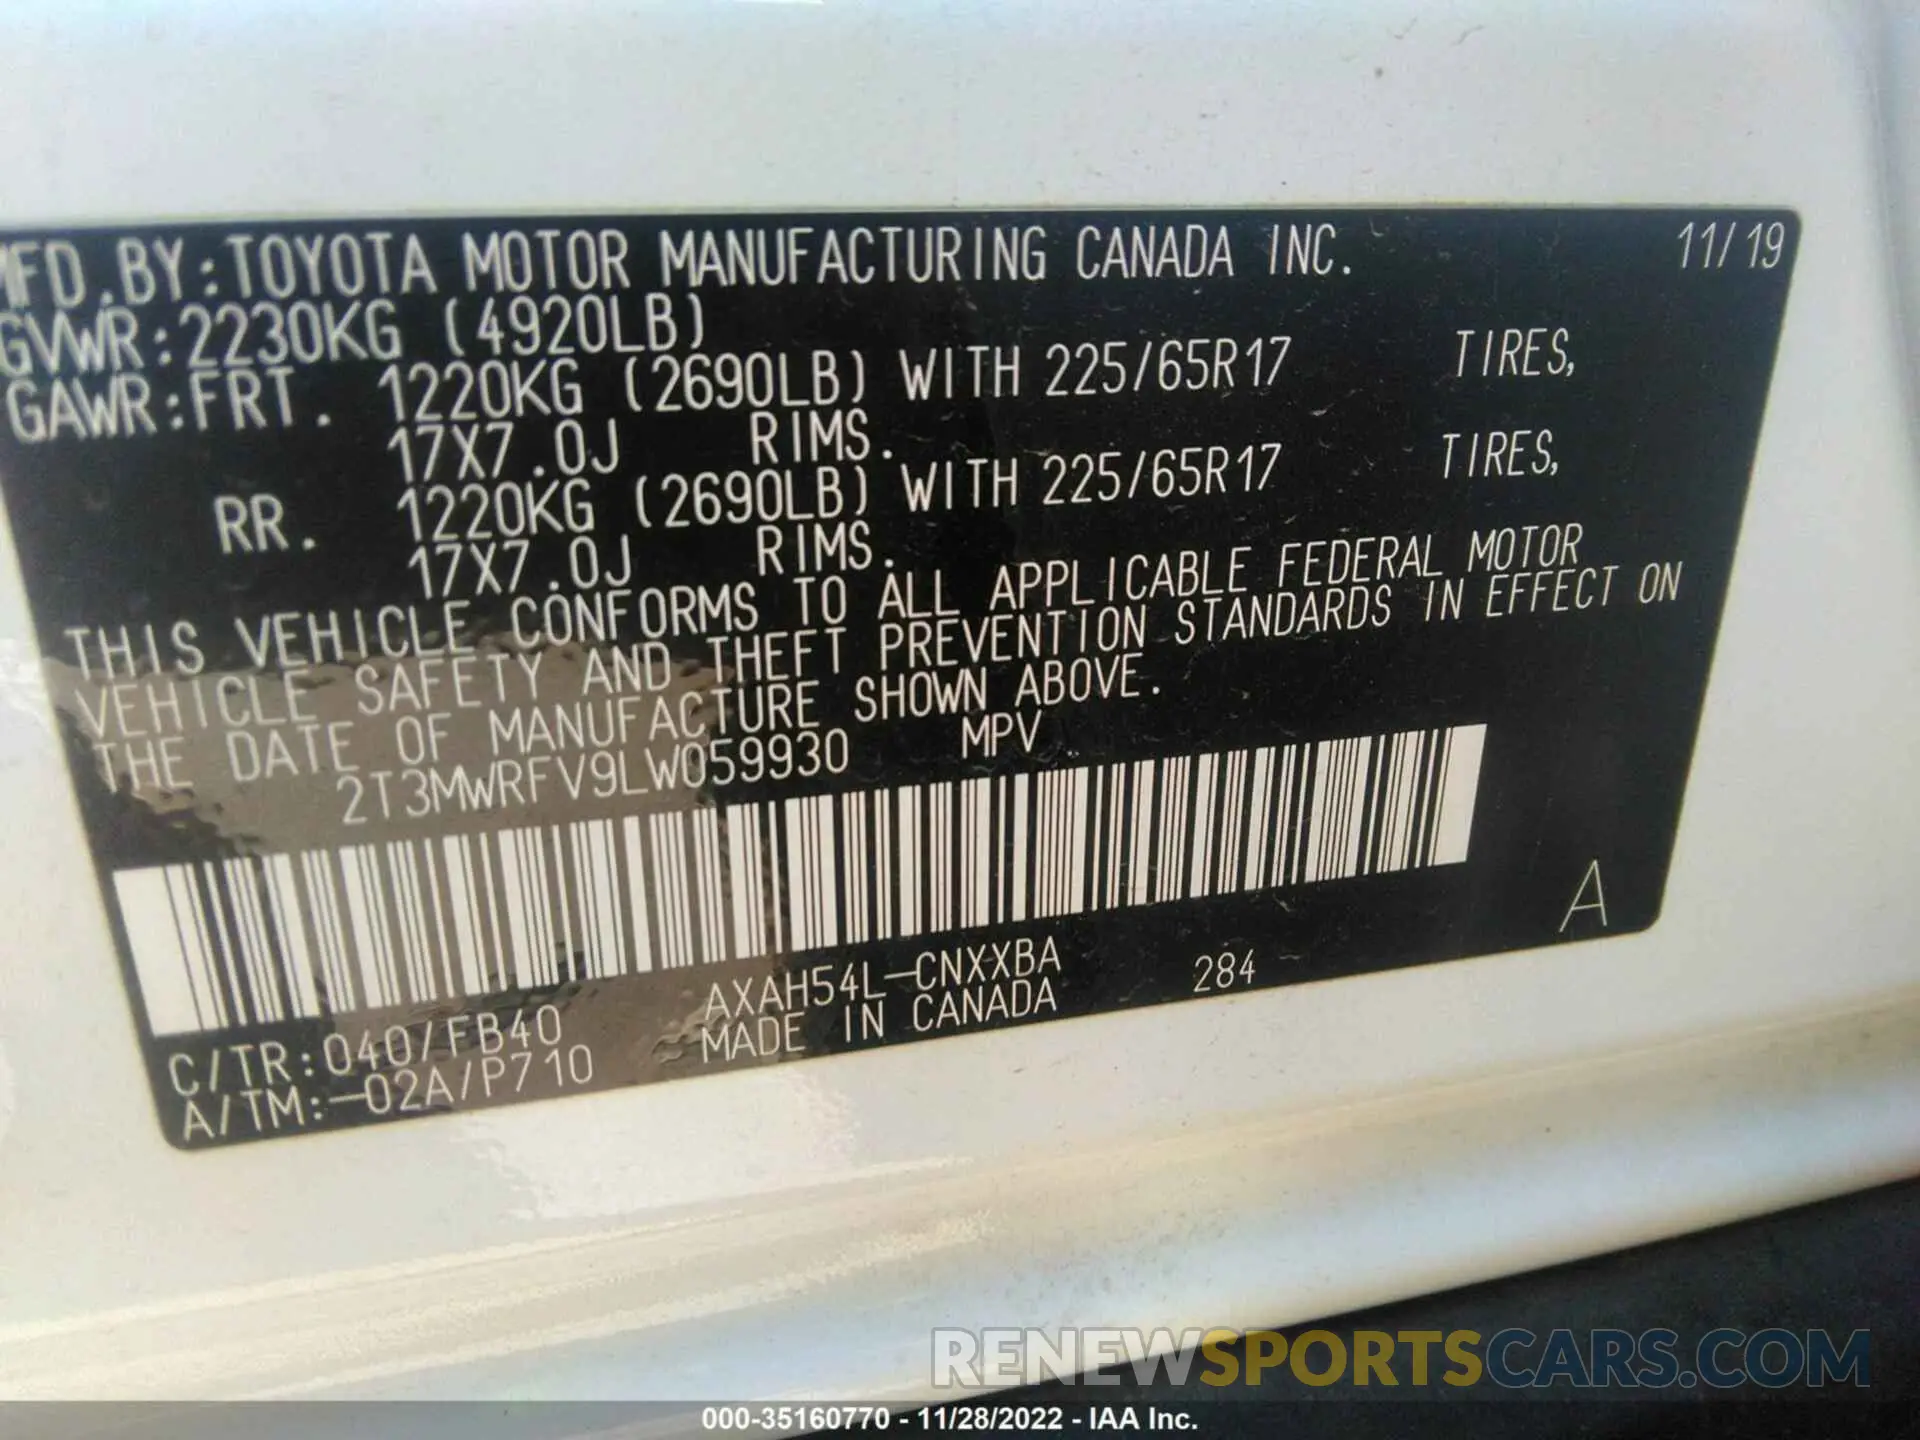 MFD.BY:TOYOTA MOTOR MANUFACTURING CANADA INC. 11/19
GVWR:2230KG (4920LB)
GAWR:FRT. 1220KG (2690LB) WITH 225/65R17 TIRES,
17X7.0J RIMS.
RR. 1220KG (2690LB) WITH 225/65R17 TIRES,
17X7.0J RIMS.
THIS VEHICLE CONFORMS TO ALL APPLICABLE FEDERAL MOTOR
VEHICLE SAFETY AND THEFT PREVENTION STANDARDS IN EFFECT ON
THE DATE OF MANUFACTURE SHOWN ABOVE.
2T3MWRFV9LW059930 MPV
A
C/TR:040/FB40 AXAH54L-CNXXBA 284
A/TM:-02A/P710 MADE IN CANADA
RENEWSPORTSCARS.COM
000-35160770 - 11/28/2022 - IAA Inc.